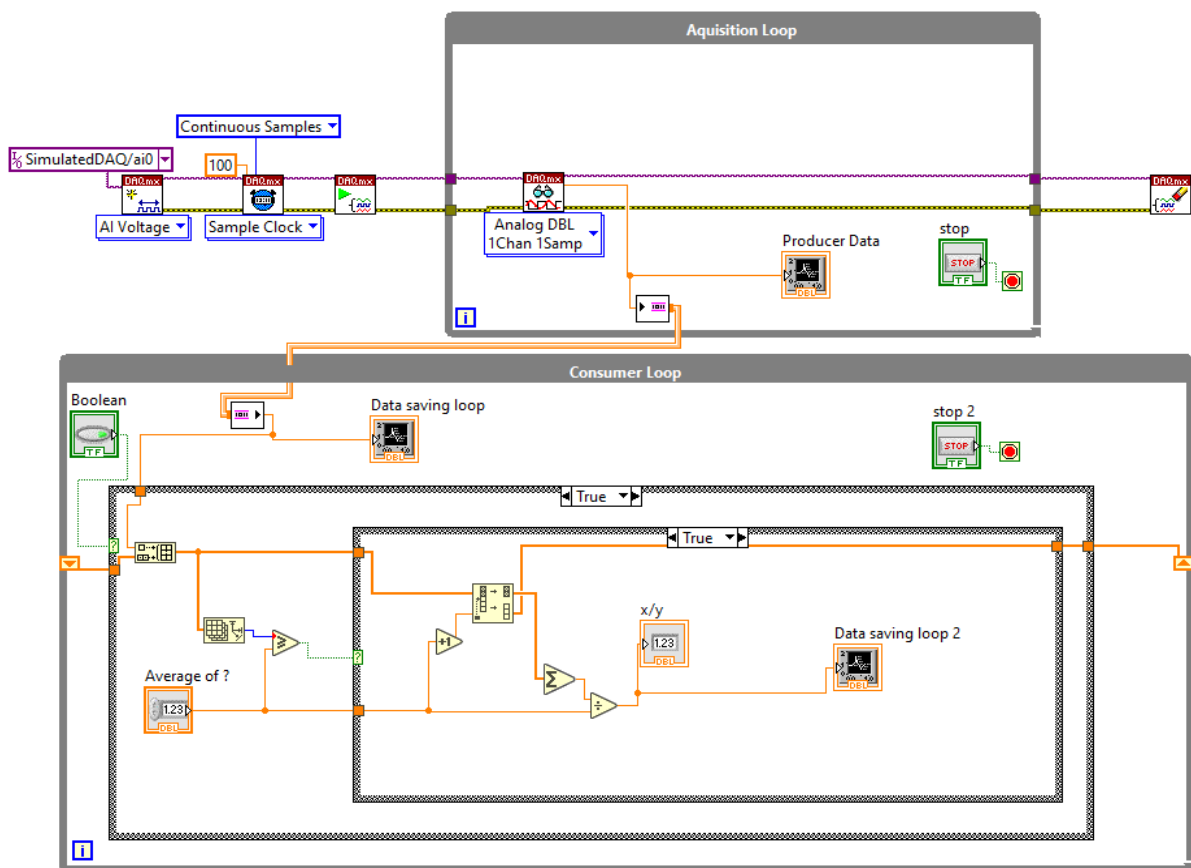 Aquisition Loop
Continuous Samples
SimulatedDAQ/ai0
100
DAQmx
DAQmx
DAQmx
DAQmx
DAQmx
AI Voltage
Sample Clock
Analog DBL
1Chan 1Samp
Producer Data
DBL
stop
STOP
TF
i
Consumer Loop
Boolean
TF
Data saving loop
DBL
stop 2
STOP
TF
True
True
?
+1
x/y
1.23
DBL
Data saving loop 2
DBL
?
Average of ?
1.23
DBL
Σ
÷
i